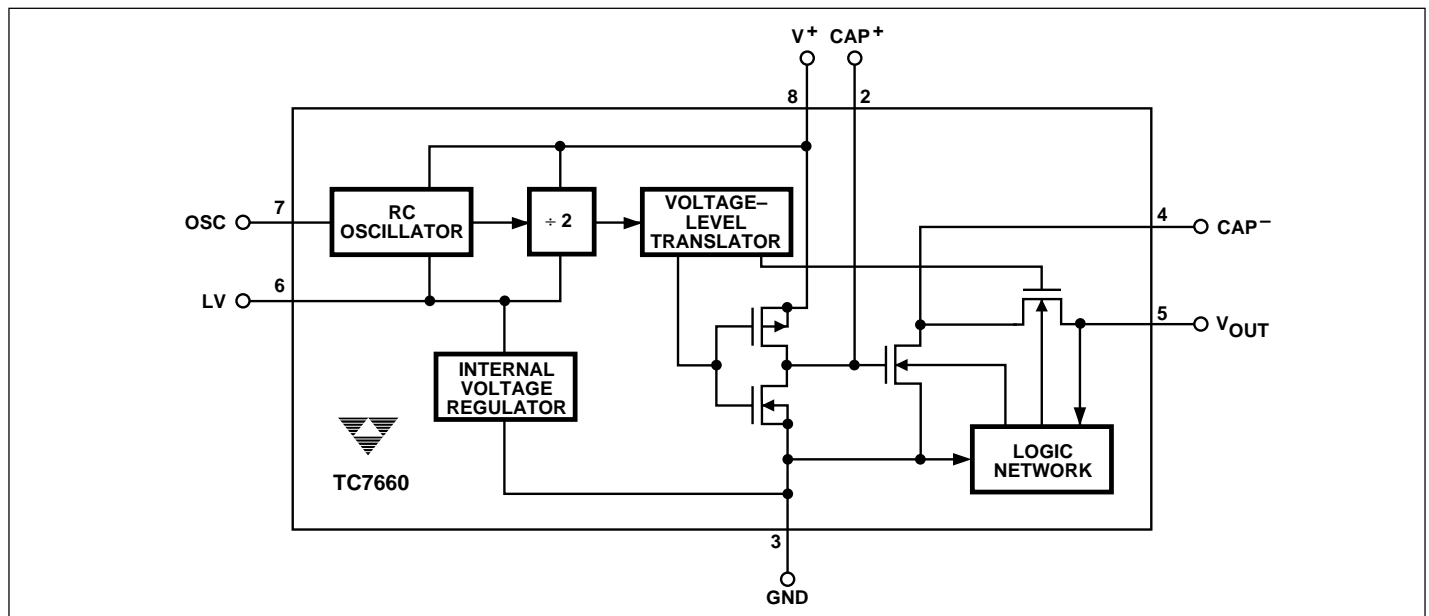 V+ CAP+
8 2
RC
OSCILLATOR
÷ 2
VOLTAGE–
LEVEL
TRANSLATOR
OSC 7
4 CAP−
LV 6
5 VOUT
INTERNAL
VOLTAGE
REGULATOR
LOGIC
NETWORK
TC7660
3
GND